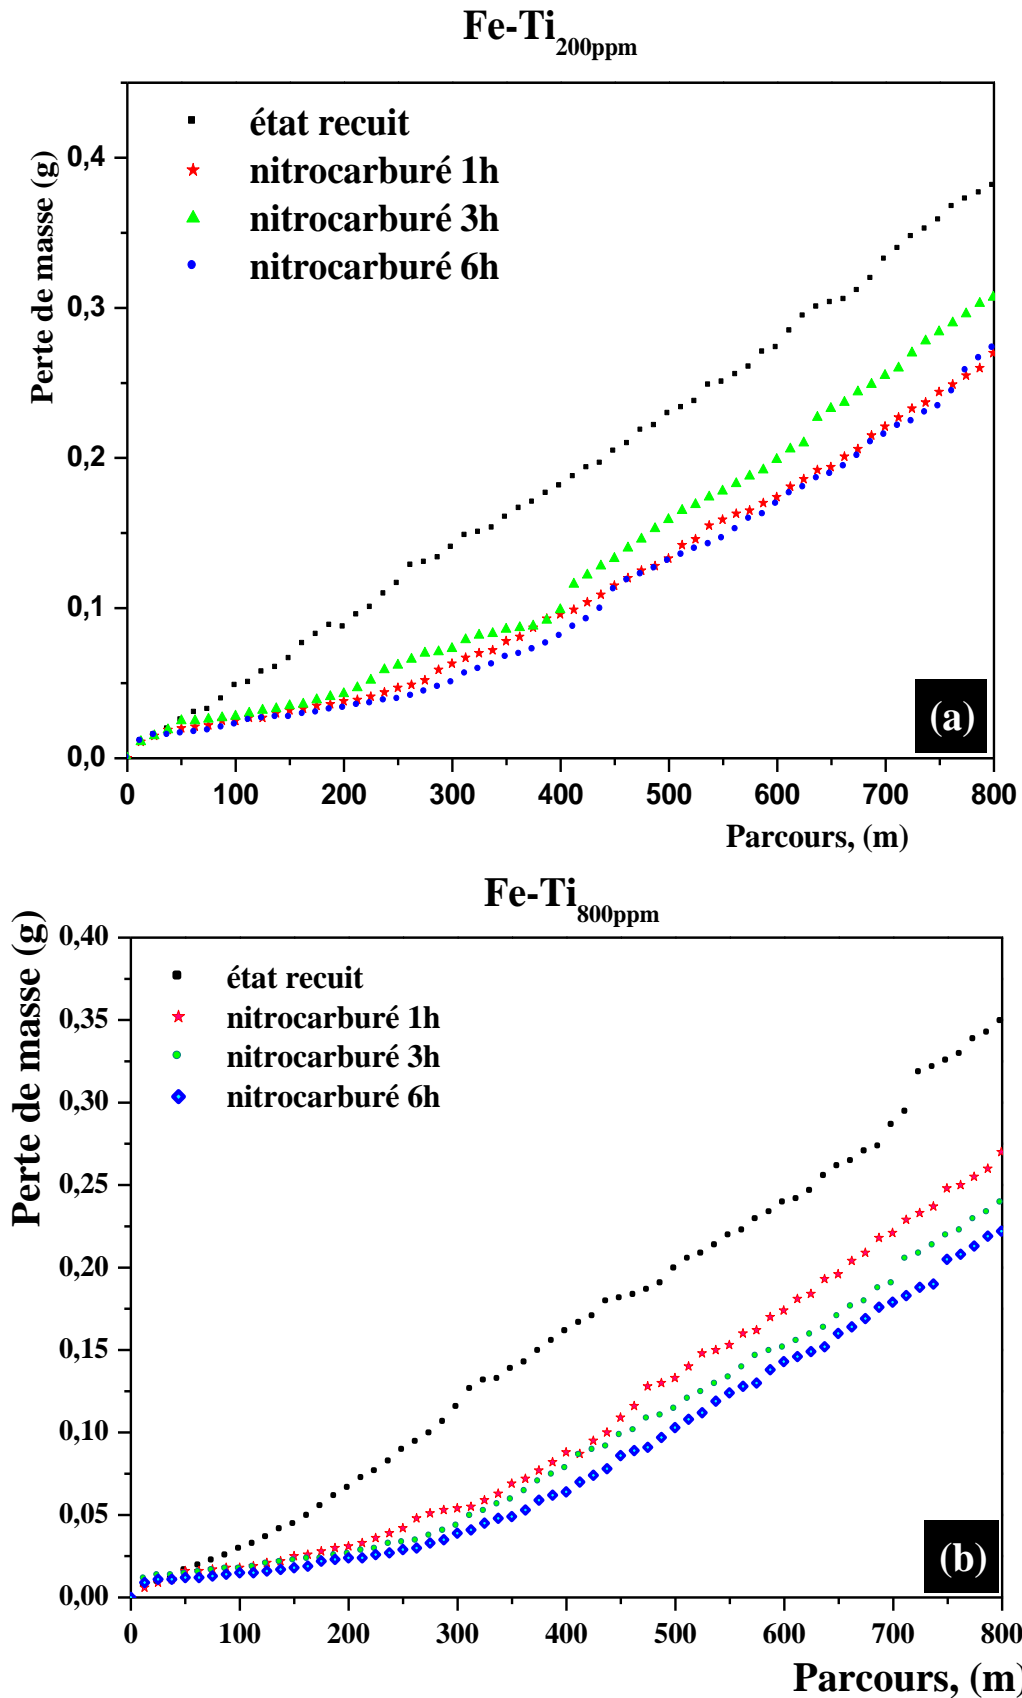 Fe-Ti200ppm
Perte de masse (g)
état recuit
nitrocarburé 1h
nitrocarburé 3h
nitrocarburé 6h
0,4
0,3
0,2
0,1
0,0
(a)
0 100 200 300 400 500 600 700 800
Parcours, (m)
Fe-Ti800ppm
Perte de masse (g)
état recuit
nitrocarburé 1h
nitrocarburé 3h
nitrocarburé 6h
0,40
0,35
0,30
0,25
0,20
0,15
0,10
0,05
0,00
(b)
0 100 200 300 400 500 600 700 800
Parcours, (m)